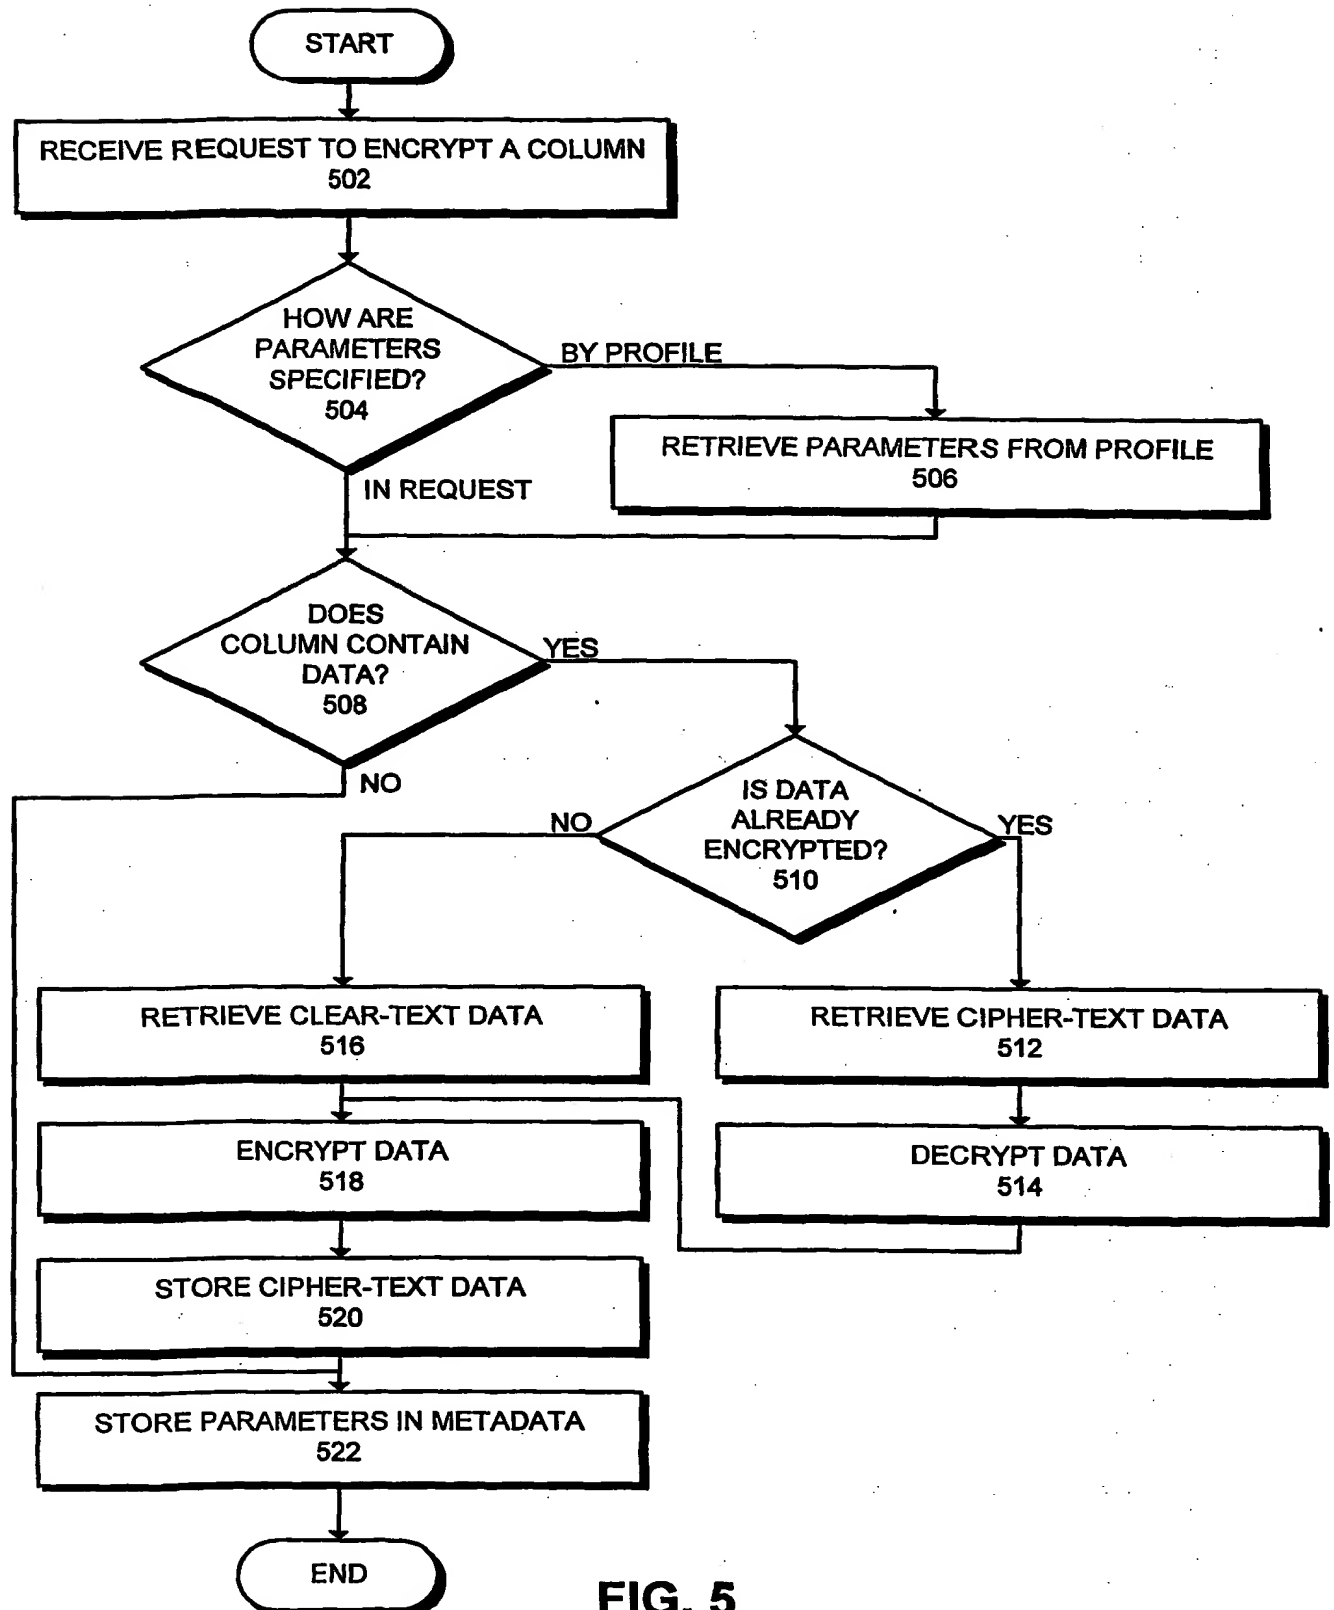 START
RECEIVE REQUEST TO ENCRYPT A COLUMN
502
HOW ARE
PARAMETERS
SPECIFIED?
504
BY PROFILE
RETRIEVE PARAMETERS FROM PROFILE
506
IN REQUEST
DOES
COLUMN CONTAIN
DATA?
508
YES
NO
IS DATA
ALREADY
ENCRYPTED?
510
NO
YES
RETRIEVE CLEAR-TEXT DATA
516
RETRIEVE CIPHER-TEXT DATA
512
ENCRYPT DATA
518
DECRYPT DATA
514
STORE CIPHER-TEXT DATA
520
STORE PARAMETERS IN METADATA
522
END
FIG. 5